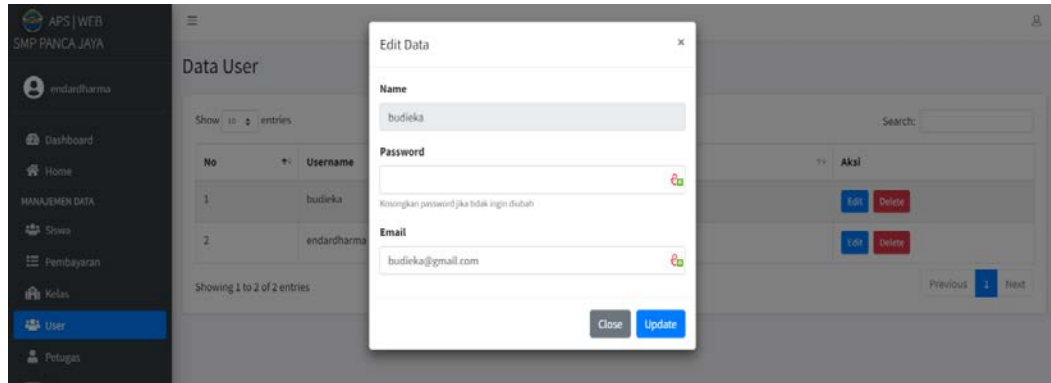 APS | WEB
SMP PANCA JAYA
endardharma
Dashboard
Home
MANAJEMEN DATA
Siswa
Pembayaran
Kelas
User
Petugas
Data User
Show 10 entries
Search:
No Username Aksi
1 budieka Edit Delete
2 endardharma Edit Delete
Showing 1 to 2 of 2 entries
Previous 1 Next
Edit Data ×
Name
budieka
Password
Kosongkan password jika tidak ingin diubah
Email
budieka@gmail.com
Close Update